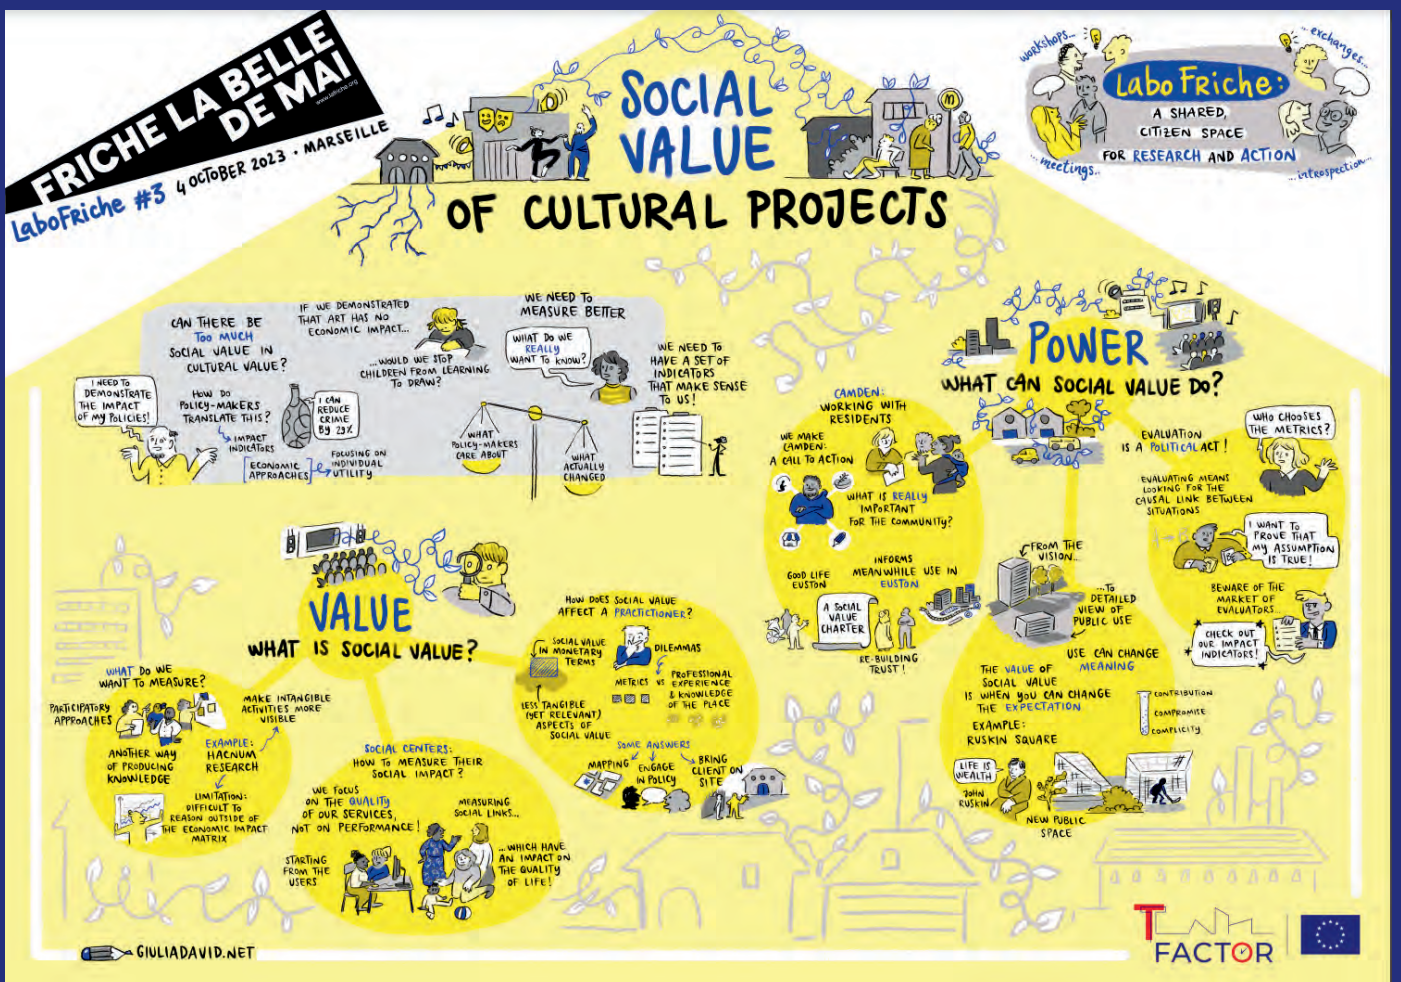 FRICHE LA BELLE
DE MAI
www.lafriche.org
LaboFriche #3 4 OCTOBER 2023 • MARSEILLE
SOCIAL
VALUE
OF CULTURAL PROJECTS
workshops...
...exchanges...
Labo Friche:
A SHARED,
CITIZEN SPACE
FOR RESEARCH AND ACTION
...meetings..
...introspection...
CAN THERE BE
TOO MUCH
SOCIAL VALUE IN
CULTURAL VALUE?
I NEED TO
DEMONSTRATE
THE IMPACT
OF MY POLICIES!
HOW DO
POLICY-MAKERS
TRANSLATE THIS?
IMPACT
INDICATORS
[ECONOMIC
APPROACHES]
FOCUSING ON
INDIVIDUAL
UTILITY
I CAN
REDUCE
CRIME
BY 29%
IF WE DEMONSTRATED
THAT ART HAS NO
ECONOMIC IMPACT...
...WOULD WE STOP
CHILDREN FROM LEARNING
TO DRAW?
WE NEED TO
MEASURE BETTER
WHAT DO WE
REALLY
WANT TO KNOW?
WE NEED TO
HAVE A SET OF
INDICATORS
THAT MAKE SENSE
TO US!
WHAT
POLICY-MAKERS
CARE ABOUT
WHAT
ACTUALLY
CHANGED
VALUE
WHAT IS SOCIAL VALUE?
WHAT DO WE
WANT TO MEASURE?
PARTICIPATORY
APPROACHES
MAKE INTANGIBLE
ACTIVITIES MORE
VISIBLE
ANOTHER WAY
OF PRODUCING
KNOWLEDGE
EXAMPLE:
HACNUM
RESEARCH
LIMITATION:
DIFFICULT TO
REASON OUTSIDE OF
THE ECONOMIC IMPACT
MATRIX
SOCIAL CENTERS:
HOW TO MEASURE THEIR
SOCIAL IMPACT?
WE FOCUS
ON THE QUALITY
OF OUR SERVICES,
NOT ON PERFORMANCE!
STARTING
FROM THE
USERS
MEASURING
SOCIAL LINKS...
...WHICH HAVE
AN IMPACT ON
THE QUALITY
OF LIFE!
HOW DOES SOCIAL VALUE
AFFECT A PRACTICTIONER?
SOCIAL VALUE
IN MONETARY
TERMS
LESS TANGIBLE
(YET RELEVANT)
ASPECTS OF
SOCIAL VALUE
DILEMMAS
METRICS VS PROFESSIONAL
EXPERIENCE
& KNOWLEDGE
OF THE PLACE
SOME ANSWERS
MAPPING
ENGAGE
IN POLICY
BRING
CLIENT ON
SITE
POWER
WHAT CAN SOCIAL VALUE DO?
CAMDEN:
WORKING WITH
RESIDENTS
WE MAKE
CAMDEN:
A CALL TO ACTION
WHAT IS REALLY
IMPORTANT
FOR THE COMMUNITY?
GOOD LIFE
EUSTON
INFORMS
MEANWHILE USE IN
EUSTON
A SOCIAL
VALUE
CHARTER
RE-BUILDING
TRUST!
EVALUATION
IS A POLITICAL ACT!
WHO CHOOSES
THE METRICS?
EVALUATING MEANS
LOOKING FOR THE
CAUSAL LINK BETWEEN
SITUATIONS
I WANT TO
PROVE THAT
MY ASSUMPTION
IS TRUE!
BEWARE OF THE
MARKET OF
EVALUATORS...
CHECK OUT
OUR IMPACT
INDICATORS!
FROM THE
VISION...
...TO
DETAILED
VIEW OF
PUBLIC USE
USE CAN CHANGE
MEANING
THE VALUE OF
SOCIAL VALUE
IS WHEN YOU CAN CHANGE
THE EXPECTATION
EXAMPLE:
RUSKIN SQUARE
CONTRIBUTION
COMPROMISE
COMPLICITY
LIFE IS
WEALTH
JOHN
RUSKIN
NEW PUBLIC
SPACE
GIULIADAVID.NET
T
FACTOR